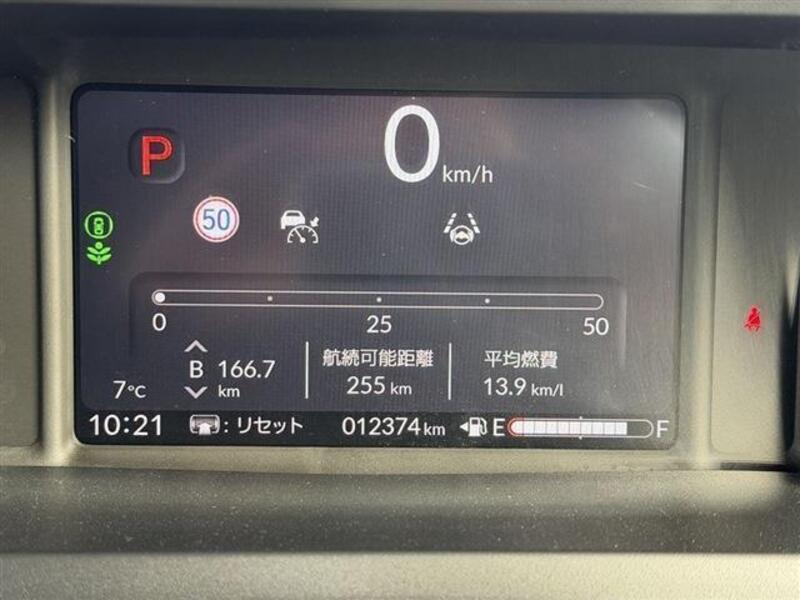 P
0 km/h
50
0 25 50
B 166.7 km
航続可能距離
255 km
平均燃費
13.9 km/l
7°C
10:21
: リセット
012374 km
E F